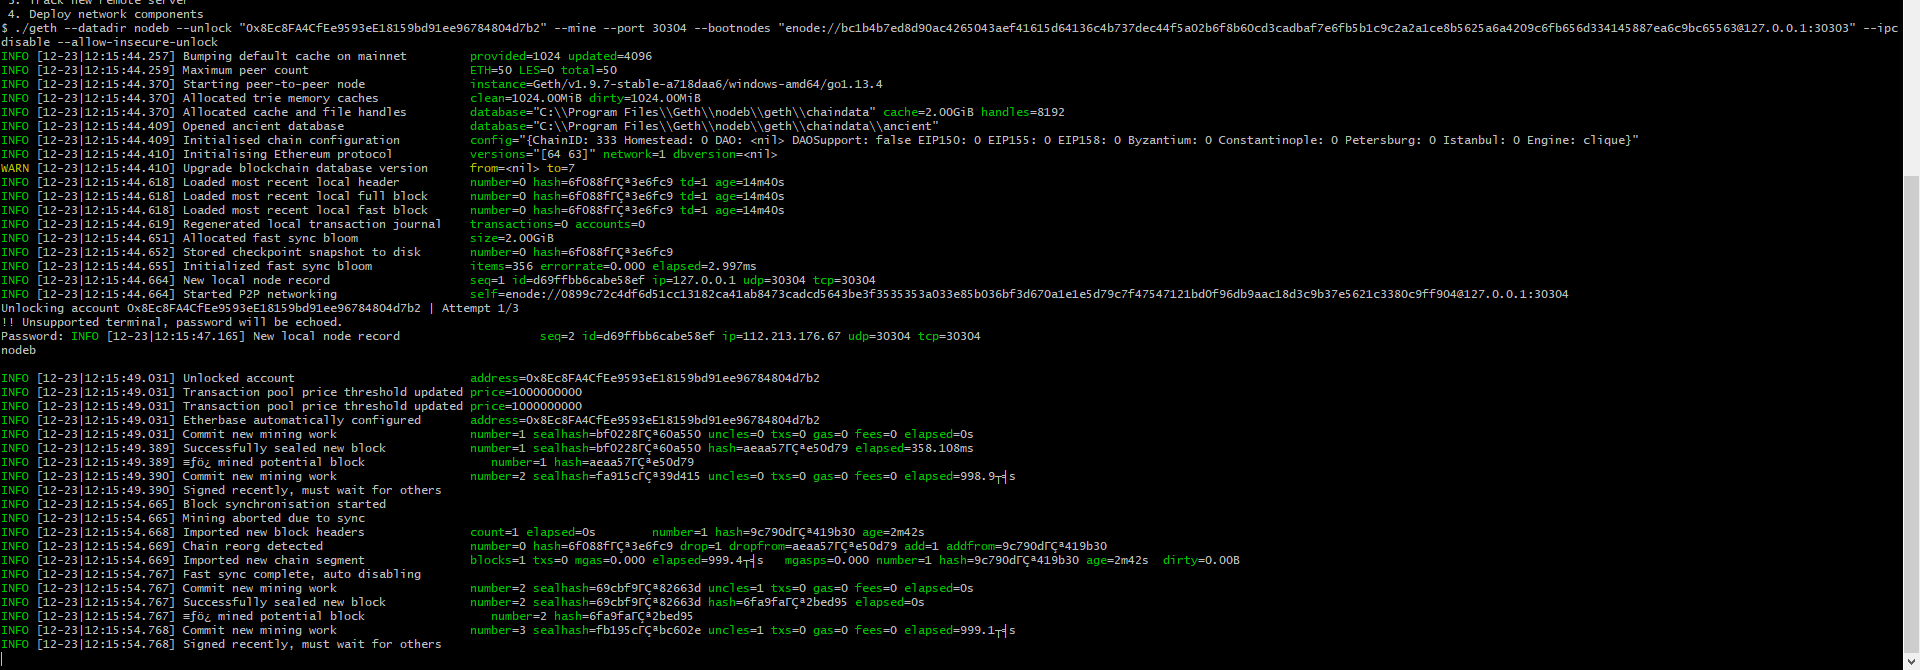 3. Track new remote server
4. Deploy network components
$ ./geth --datadir nodeb --unlock "0x8Ec8FA4CfEe9593eE18159bd91ee96784804d7b2" --mine --port 30304 --bootnodes "enode://bc1b4b7ed8d90ac4265043aef41615d64136c4b737dec44f5a02b6f8b60cd3cadbaf7e6fb5b1c9c2a2a1ce8b5625a6a4209c6fb656d334145887ea6c9bc65563@127.0.0.1:30303" --ipc
disable --allow-insecure-unlock
INFO [12-23|12:15:44.257] Bumping default cache on mainnet provided=1024 updated=4096
INFO [12-23|12:15:44.259] Maximum peer count ETH=50 LES=0 total=50
INFO [12-23|12:15:44.370] Starting peer-to-peer node instance=Geth/v1.9.7-stable-a718daa6/windows-amd64/go1.13.4
INFO [12-23|12:15:44.370] Allocated trie memory caches clean=1024.00MiB dirty=1024.00MiB
INFO [12-23|12:15:44.370] Allocated cache and file handles database="C:\\Program Files\\Geth\\nodeb\\geth\\chaindata" cache=2.00GiB handles=8192
INFO [12-23|12:15:44.409] Opened ancient database database="C:\\Program Files\\Geth\\nodeb\\geth\\chaindata\\ancient"
INFO [12-23|12:15:44.409] Initialised chain configuration config="{ChainID: 333 Homestead: 0 DAO: <nil> DAOSupport: false EIP150: 0 EIP155: 0 EIP158: 0 Byzantium: 0 Constantinople: 0 Petersburg: 0 Istanbul: 0 Engine: clique}"
INFO [12-23|12:15:44.410] Initialising Ethereum protocol versions="[64 63]" network=1 dbversion=<nil>
WARN [12-23|12:15:44.410] Upgrade blockchain database version from=<nil> to=7
INFO [12-23|12:15:44.618] Loaded most recent local header number=0 hash=6f088fΓÇª3e6fc9 td=1 age=14m40s
INFO [12-23|12:15:44.618] Loaded most recent local full block number=0 hash=6f088fΓÇª3e6fc9 td=1 age=14m40s
INFO [12-23|12:15:44.618] Loaded most recent local fast block number=0 hash=6f088fΓÇª3e6fc9 td=1 age=14m40s
INFO [12-23|12:15:44.619] Regenerated local transaction journal transactions=0 accounts=0
INFO [12-23|12:15:44.651] Allocated fast sync bloom size=2.00GiB
INFO [12-23|12:15:44.652] Stored checkpoint snapshot to disk number=0 hash=6f088fΓÇª3e6fc9
INFO [12-23|12:15:44.655] Initialized fast sync bloom items=356 errorrate=0.000 elapsed=2.997ms
INFO [12-23|12:15:44.664] New local node record seq=1 id=d69ffbb6cabe58ef ip=127.0.0.1 udp=30304 tcp=30304
INFO [12-23|12:15:44.664] Started P2P networking self=enode://0899c72c4df6d51cc13182ca41ab8473cadcd5643be3f3535353a033e85b036bf3d670a1e1e5d79c7f47547121bd0f96db9aac18d3c9b37e5621c3380c9ff904@127.0.0.1:30304
Unlocking account 0x8Ec8FA4CfEe9593eE18159bd91ee96784804d7b2 | Attempt 1/3
!! Unsupported terminal, password will be echoed.
Password: INFO [12-23|12:15:47.165] New local node record seq=2 id=d69ffbb6cabe58ef ip=112.213.176.67 udp=30304 tcp=30304
nodeb
INFO [12-23|12:15:49.031] Unlocked account address=0x8Ec8FA4CfEe9593eE18159bd91ee96784804d7b2
INFO [12-23|12:15:49.031] Transaction pool price threshold updated price=1000000000
INFO [12-23|12:15:49.031] Transaction pool price threshold updated price=1000000000
INFO [12-23|12:15:49.031] Etherbase automatically configured address=0x8Ec8FA4CfEe9593eE18159bd91ee96784804d7b2
INFO [12-23|12:15:49.031] Commit new mining work number=1 sealhash=bf0228ΓÇª60a550 uncles=0 txs=0 gas=0 fees=0 elapsed=0s
INFO [12-23|12:15:49.389] Successfully sealed new block number=1 sealhash=bf0228ΓÇª60a550 hash=aeaa57ΓÇªe50d79 elapsed=358.108ms
INFO [12-23|12:15:49.389] ≡ƒö¿ mined potential block number=1 hash=aeaa57ΓÇªe50d79
INFO [12-23|12:15:49.390] Commit new mining work number=2 sealhash=fa915cΓÇª39d415 uncles=0 txs=0 gas=0 fees=0 elapsed=998.9┬╡s
INFO [12-23|12:15:49.390] Signed recently, must wait for others
INFO [12-23|12:15:54.665] Block synchronisation started
INFO [12-23|12:15:54.665] Mining aborted due to sync
INFO [12-23|12:15:54.668] Imported new block headers count=1 elapsed=0s number=1 hash=9c790dΓÇª419b30 age=2m42s
INFO [12-23|12:15:54.669] Chain reorg detected number=0 hash=6f088fΓÇª3e6fc9 drop=1 dropfrom=aeaa57ΓÇªe50d79 add=1 addfrom=9c790dΓÇª419b30
INFO [12-23|12:15:54.669] Imported new chain segment blocks=1 txs=0 mgas=0.000 elapsed=999.4┬╡s mgasps=0.000 number=1 hash=9c790dΓÇª419b30 age=2m42s dirty=0.00B
INFO [12-23|12:15:54.767] Fast sync complete, auto disabling
INFO [12-23|12:15:54.767] Commit new mining work number=2 sealhash=69cbf9ΓÇª82663d uncles=1 txs=0 gas=0 fees=0 elapsed=0s
INFO [12-23|12:15:54.767] Successfully sealed new block number=2 sealhash=69cbf9ΓÇª82663d hash=6fa9faΓÇª2bed95 elapsed=0s
INFO [12-23|12:15:54.767] ≡ƒö¿ mined potential block number=2 hash=6fa9faΓÇª2bed95
INFO [12-23|12:15:54.768] Commit new mining work number=3 sealhash=fb195cΓÇªbc602e uncles=1 txs=0 gas=0 fees=0 elapsed=999.1┬╡s
INFO [12-23|12:15:54.768] Signed recently, must wait for others